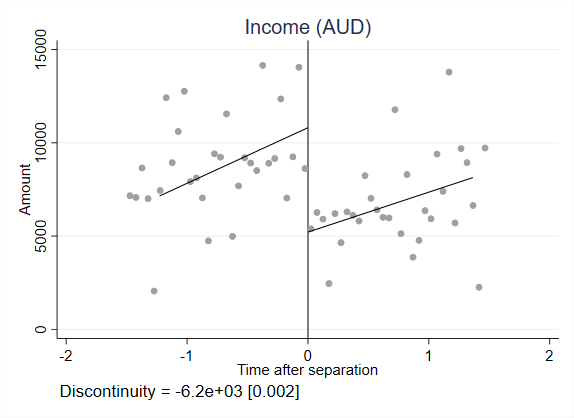 Income (AUD)
15000
10000
5000
0
Amount
-2
-1
0
1
2
Time after separation
Discontinuity = -6.2e+03 [0.002]